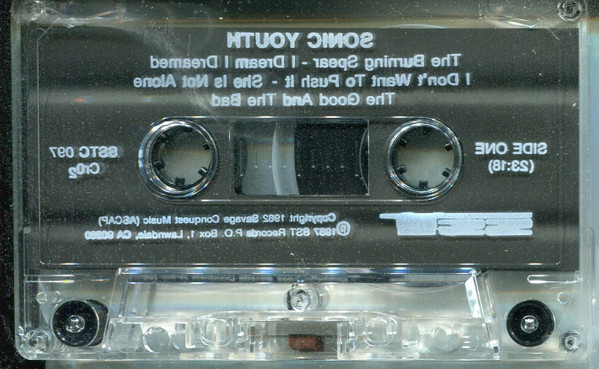 SONIC YOUTH
The Burning Spear - I Dream I Dreamed
I Don't Want To Push It - She Is Not Alone
The Good And The Bad
SIDE ONE
(23:18)
SSTC 097
CrO2
SST
Copyright 1982 Savage Conquest Music (ASCAP)
Ⓟ 1987 SST Records P.O. Box 1, Lawndale, CA 90260